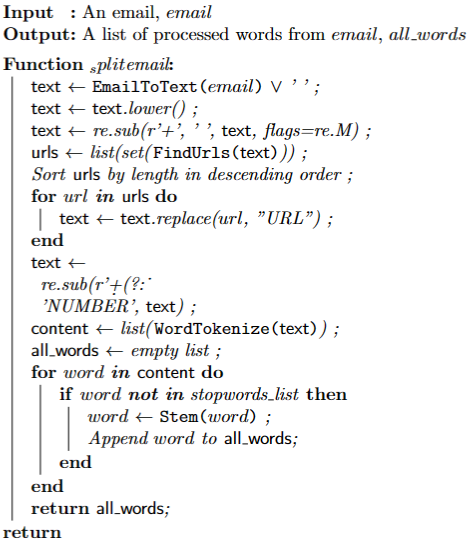 Input : An email, email
Output: A list of processed words from email, all_words
Function splitemail:
text ← EmailToText(email) ∨ ' ' ;
text ← text.lower() ;
text ← re.sub(r'+', ' ', text, flags=re.M) ;
urls ← list(set(FindUrls(text))) ;
Sort urls by length in descending order ;
for url in urls do
text ← text.replace(url, "URL") ;
end
text ←
re.sub(r'+(?:
'NUMBER', text) ;
content ← list(WordTokenize(text)) ;
all_words ← empty list ;
for word in content do
if word not in stopwords_list then
word ← Stem(word) ;
Append word to all_words;
end
end
return all_words;
return